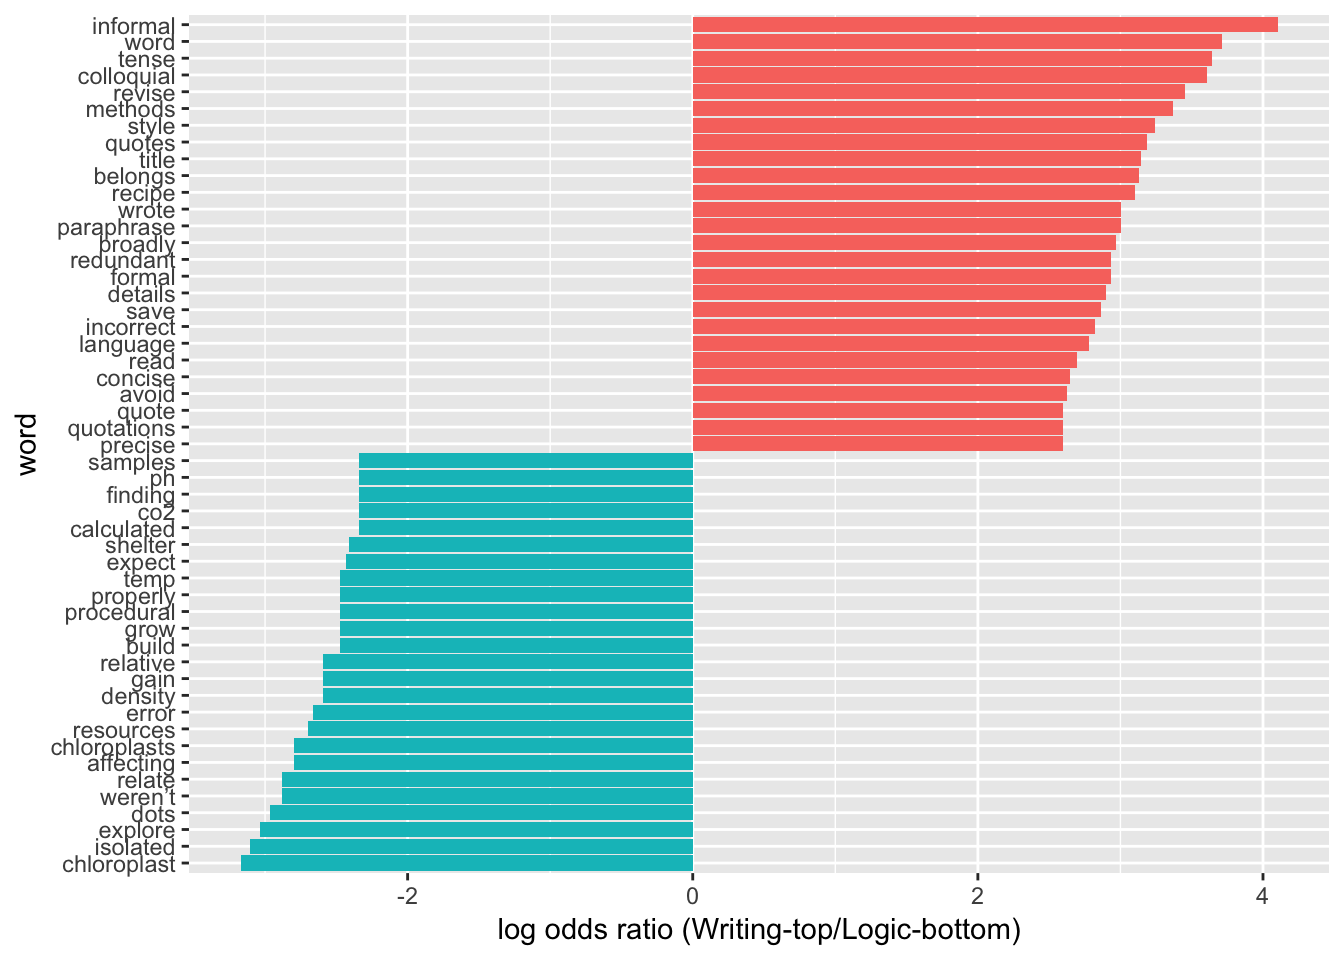 informal
word
tense
colloquial
revise
methods
style
quotes
title
belongs
recipe
wrote
paraphrase
broadly
redundant
formal
details
save
incorrect
language
read
concise
avoid
quote
quotations
precise
samples
ph
finding
co2
calculated
shelter
expect
temp
properly
procedural
grow
build
relative
gain
density
error
resources
chloroplasts
affecting
relate
weren't
dots
explore
isolated
chloroplast
word
-2 0 2 4
log odds ratio (Writing-top/Logic-bottom)